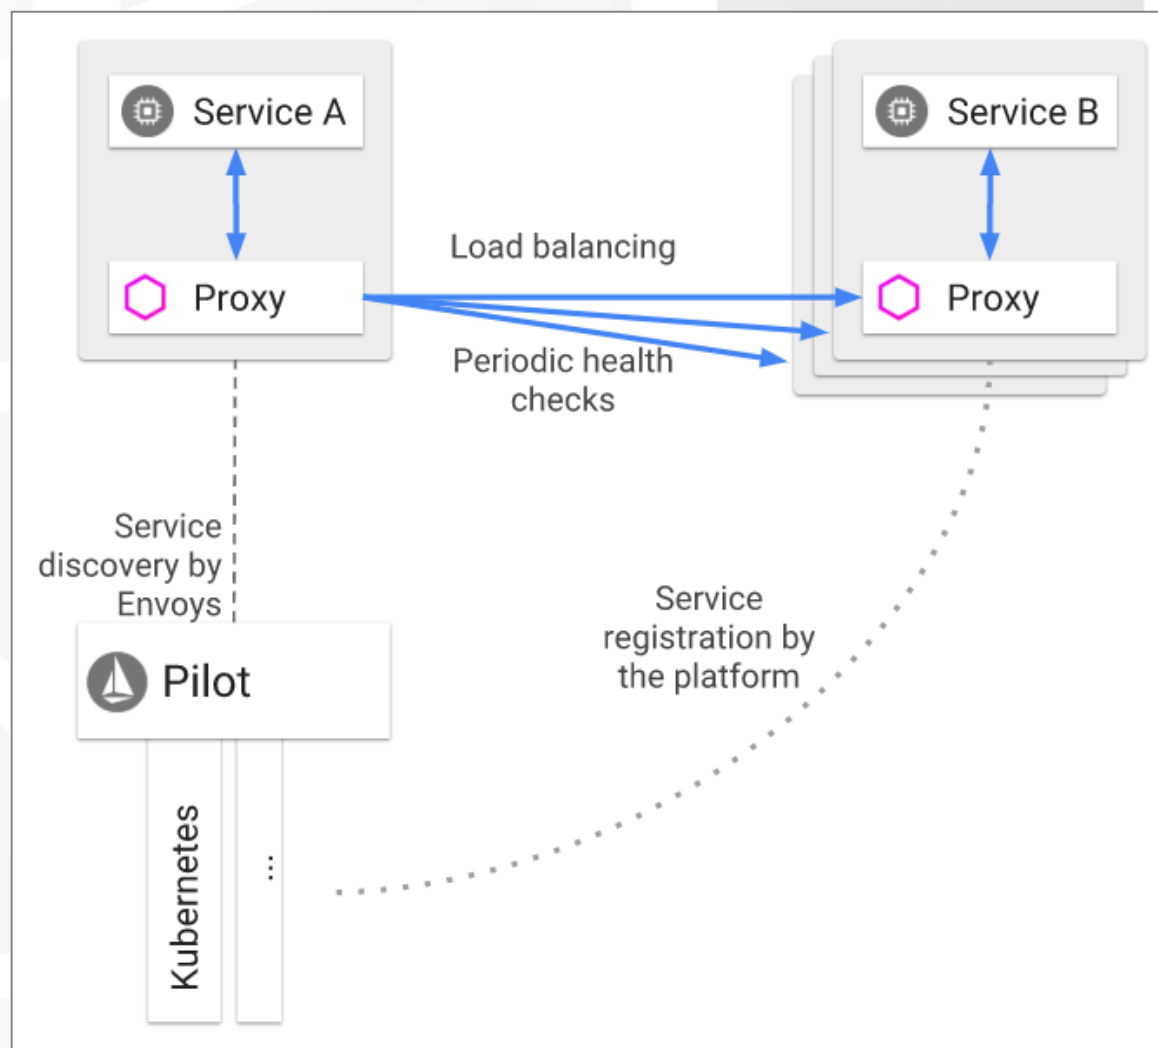 Service A
Service B
Load balancing
Proxy
Proxy
Periodic health
checks
Service
discovery by
Envoys
Service
registration by
the platform
Pilot
Kubernetes
...